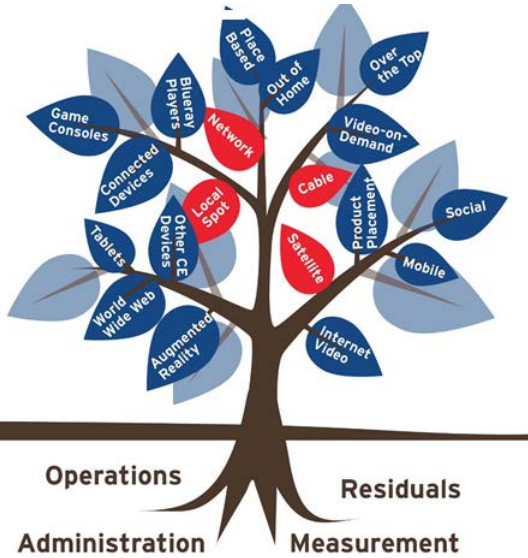 Place
Based
Out of
Home
Over
the Top
Blueray
Players
Network
Game
Consoles
Connected
Devices
Video-on-
Demand
Cable
Local
Spot
Product
Placement
Social
Tablets
Other CE
Devices
Satellite
Mobile
World
Wide Web
Augmented
Reality
Internet
Video
Operations
Residuals
Administration
Measurement